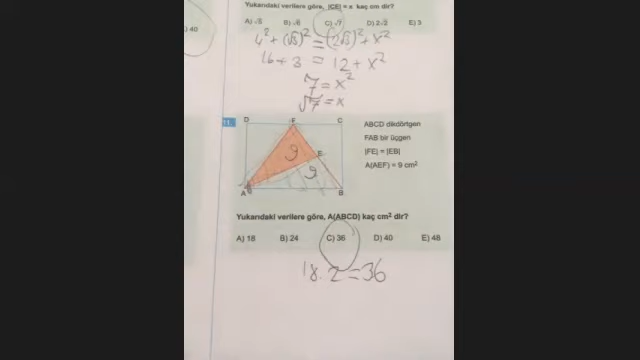 Yukarıdaki verilere göre, |CE| = x kaç cm dir?
A) √5 B) √6 C) √7 D) 2√2 E) 3
C) 40
4² + (√3)² = (2√3)² + x²
16 + 3 = 12 + x²
7 = x²
√7 = x
11.
D F C
ABCD dikdörtgen
FAB bir üçgen
|FE| = |EB|
A(AEF) = 9 cm²
9 E
9
A B
Yukarıdaki verilere göre, A(ABCD) kaç cm² dir?
A) 18 B) 24 C) 36 D) 40 E) 48
18.2=36